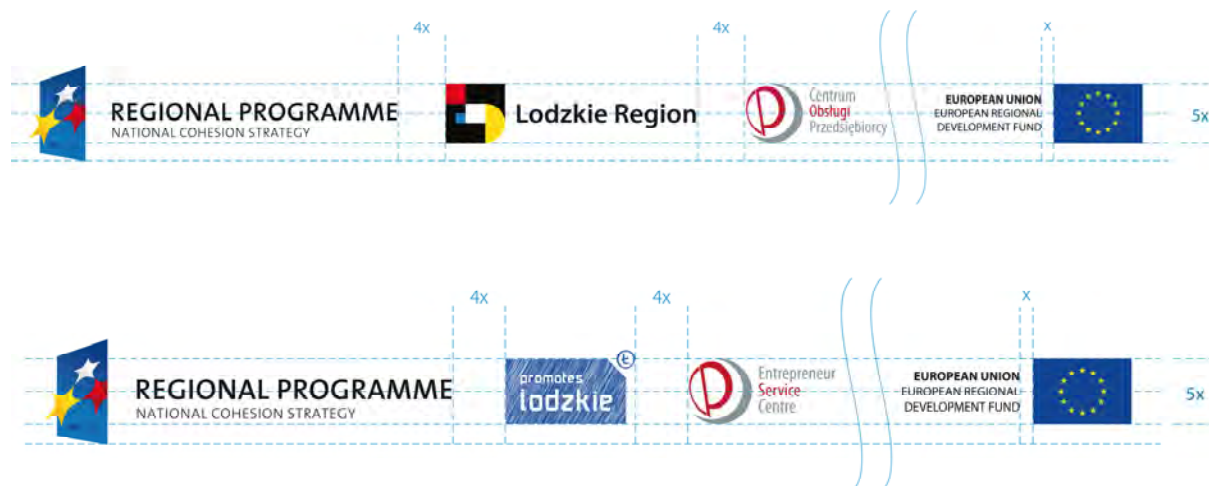 4x
4x
x
REGIONAL PROGRAMME
NATIONAL COHESION STRATEGY
Lodzkie Region
Centrum
Obsługi
Przedsiębiorcy
EUROPEAN UNION
EUROPEAN REGIONAL
DEVELOPMENT FUND
5x
4x
4x
x
REGIONAL PROGRAMME
NATIONAL COHESION STRATEGY
promotes
lodzkie
Ł
Entrepreneur
Service
Centre
EUROPEAN UNION
EUROPEAN REGIONAL
DEVELOPMENT FUND
5x